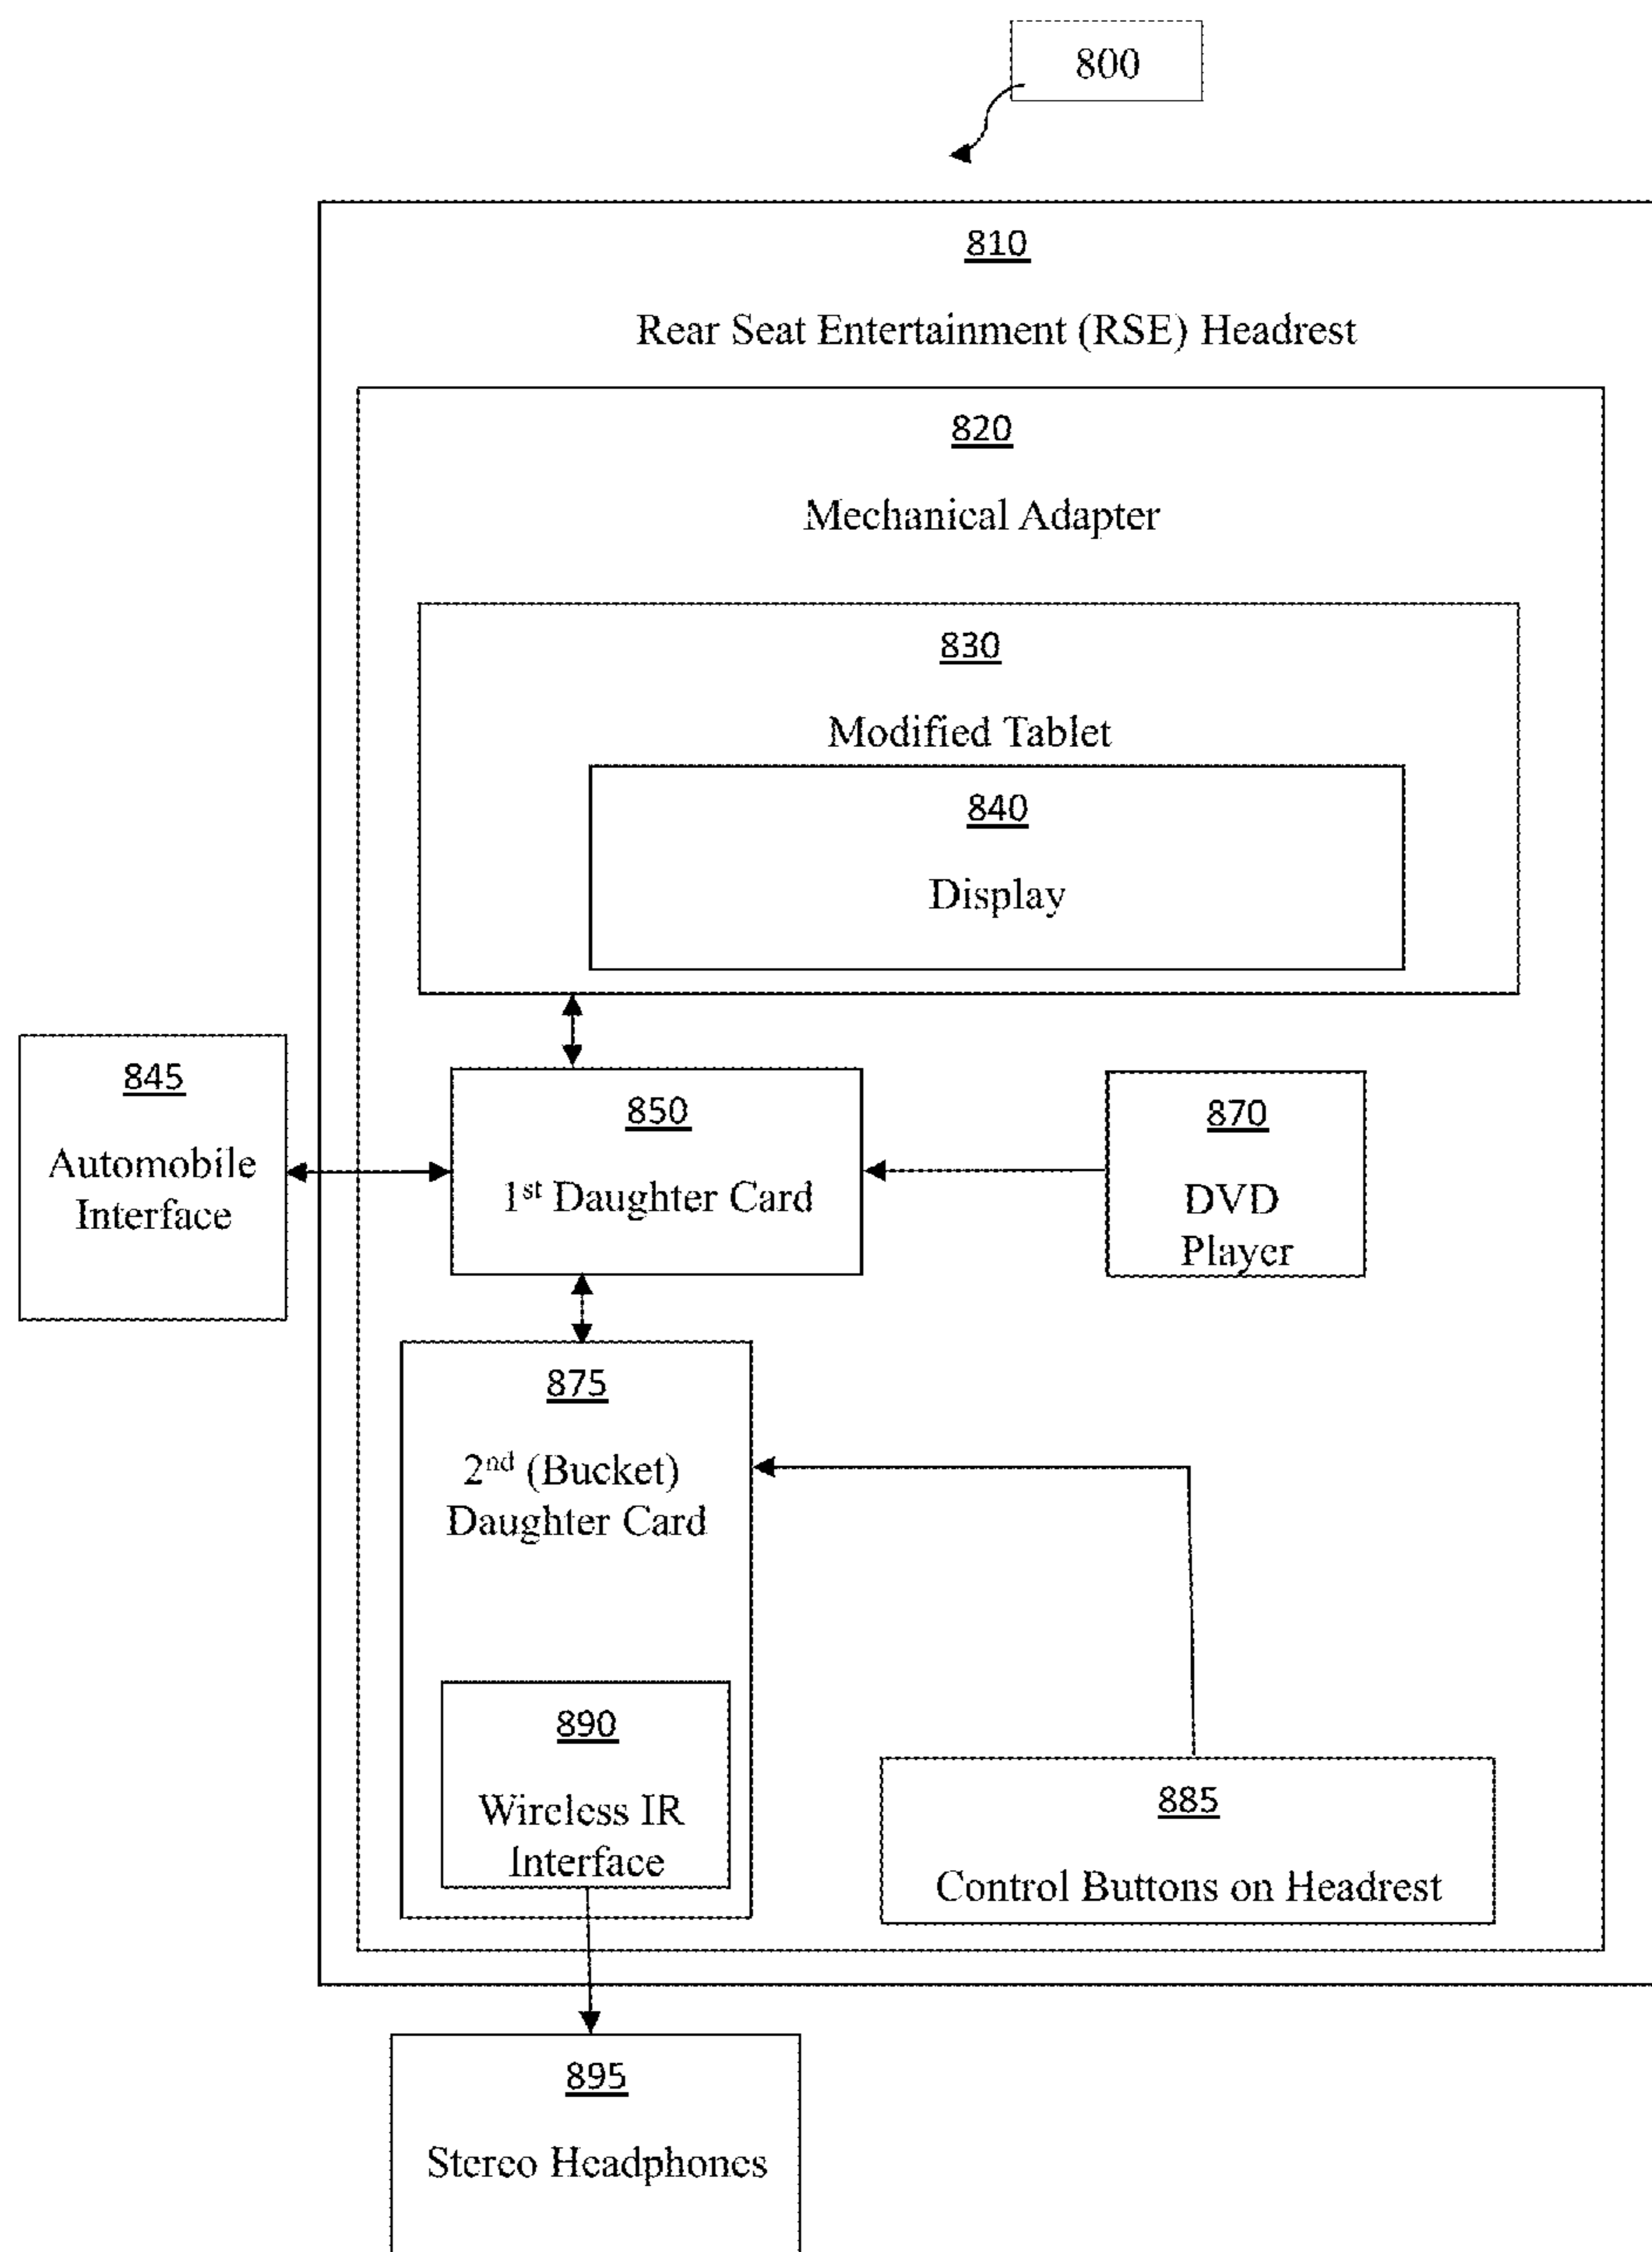 800
810
Rear Seat Entertainment (RSE) Headrest
820
Mechanical Adapter
830
Modified Tablet
840
Display
845
Automobile
Interface
850
1st Daughter Card
870
DVD
Player
875
2nd (Bucket)
Daughter Card
890
Wireless IR
Interface
885
Control Buttons on Headrest
895
Stereo Headphones